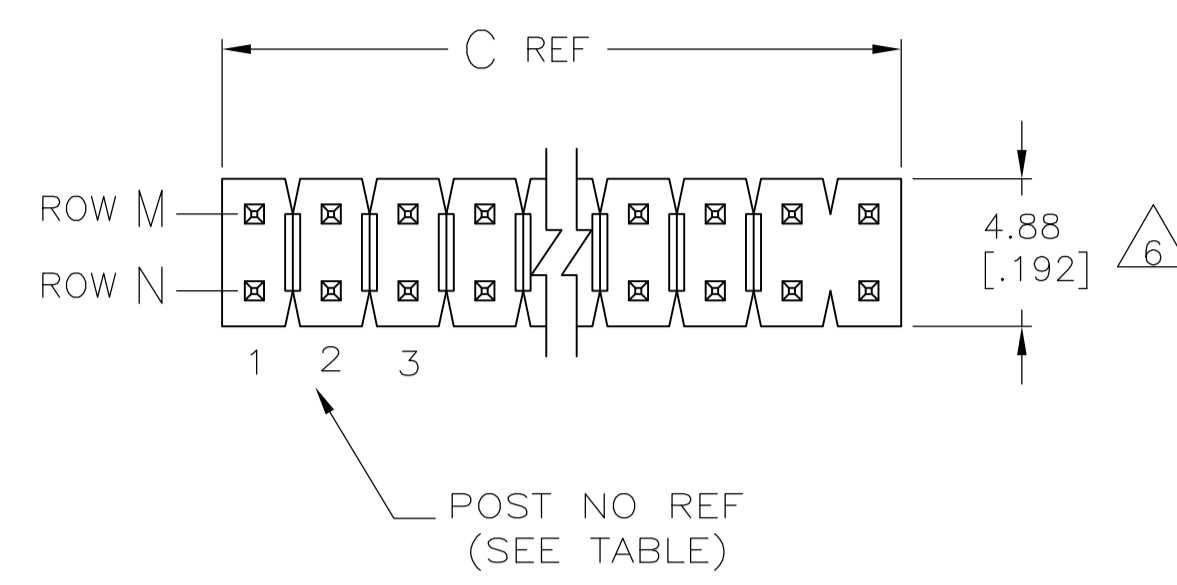 C REF
ROW M
ROW N
4.88
[.192]
6
1 2 3
POST NO REF
(SEE TABLE)